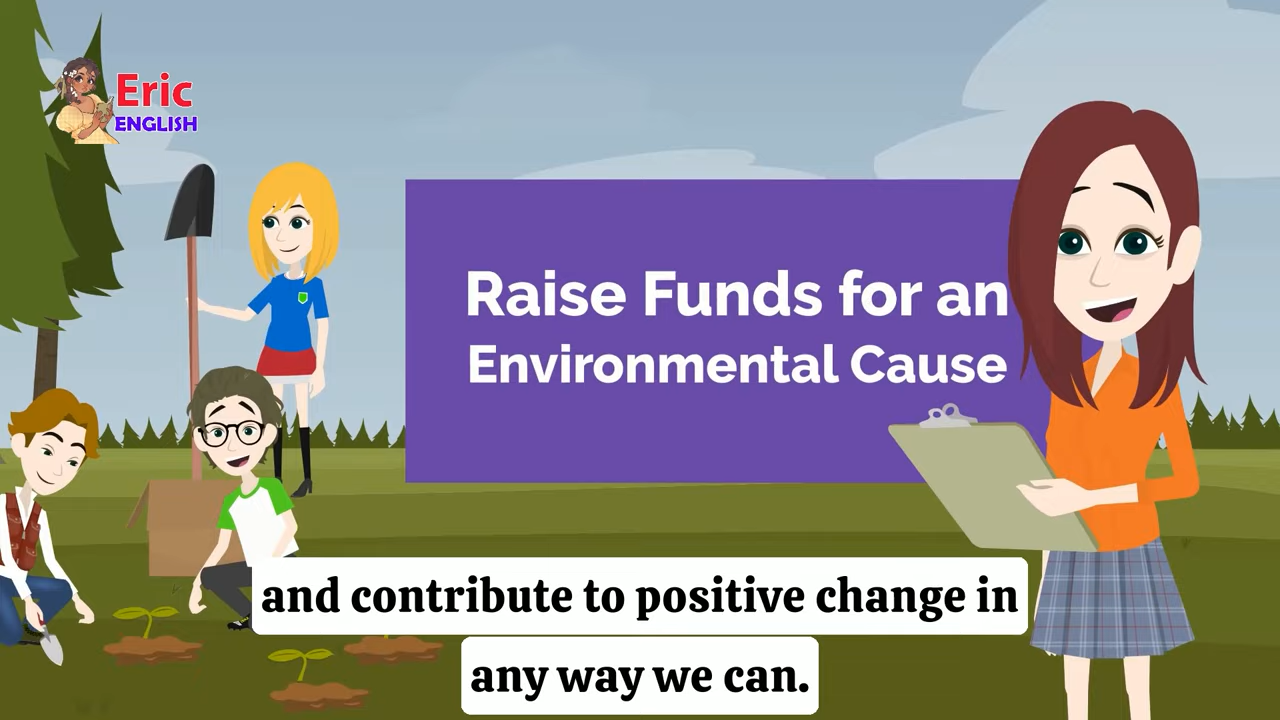 Eric
ENGLISH
Raise Funds for an
Environmental Cause
and contribute to positive change in
any way we can.